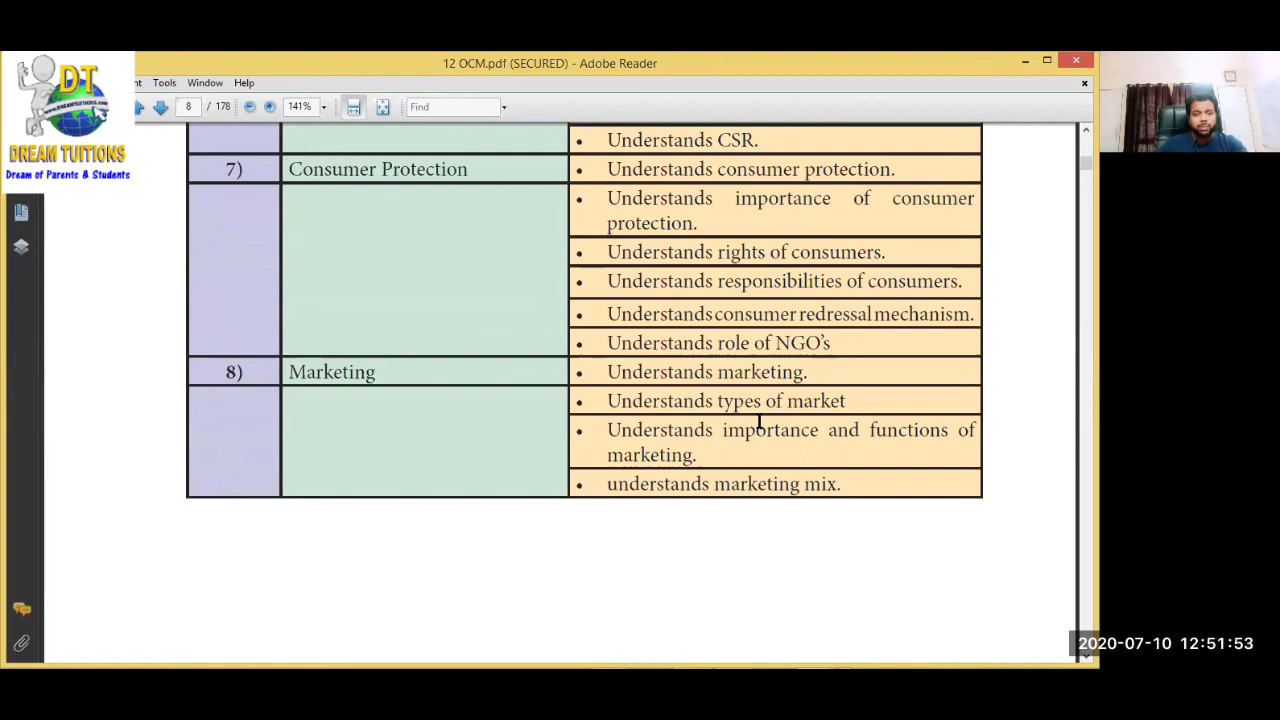 12 OCM.pdf (SECURED) - Adobe Reader
nt Tools Window Help
8 / 178 141% Find
DT
WWW.DREAMTUITIONS.COM
DREAM TUITIONS
Dream of Parents & Students
• Understands CSR.
7) Consumer Protection • Understands consumer protection.
• Understands importance of consumer
protection.
• Understands rights of consumers.
• Understands responsibilities of consumers.
• Understands consumer redressal mechanism.
• Understands role of NGO's
8) Marketing • Understands marketing.
• Understands types of market
• Understands importance and functions of
marketing.
• understands marketing mix.
2020-07-10 12:51:53